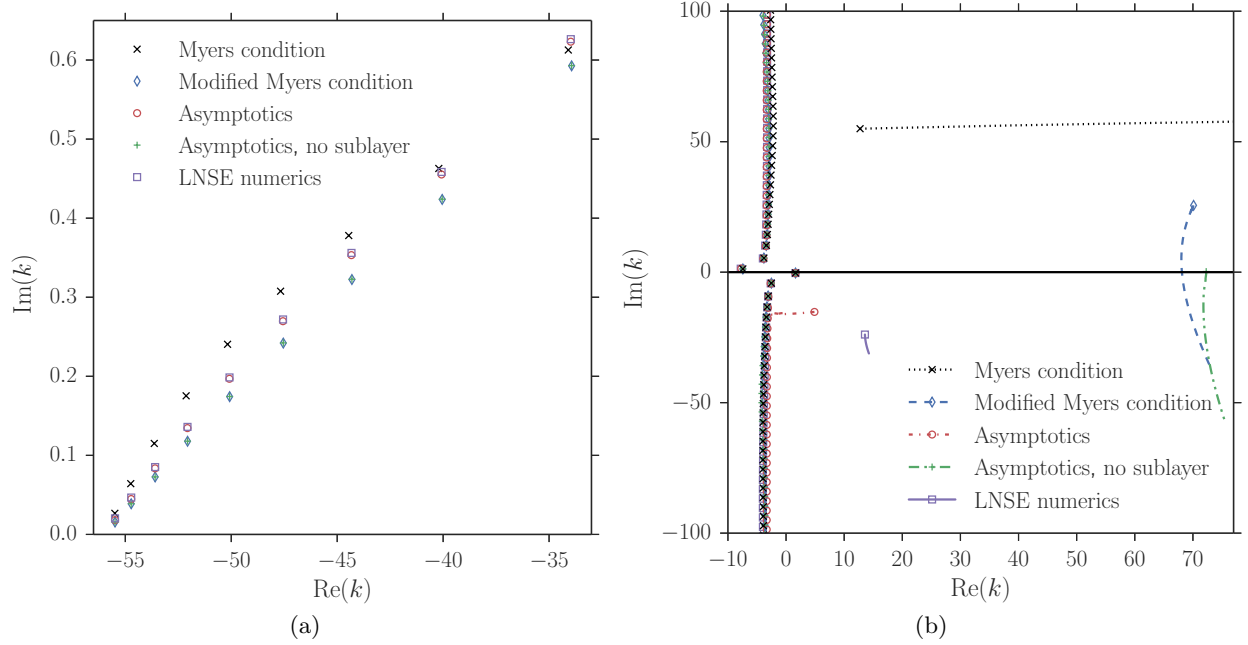 0.6
0.5
0.4
0.3
0.2
0.1
0.0
Im(k)
Myers condition
Modified Myers condition
Asymptotics
Asymptotics, no sublayer
LNSE numerics
−55
−50
−45
−40
−35
Re(k)
(a)
100
50
0
−50
−100
Im(k)
Myers condition
Modified Myers condition
Asymptotics
Asymptotics, no sublayer
LNSE numerics
−10
0
10
20
30
40
50
60
70
Re(k)
(b)